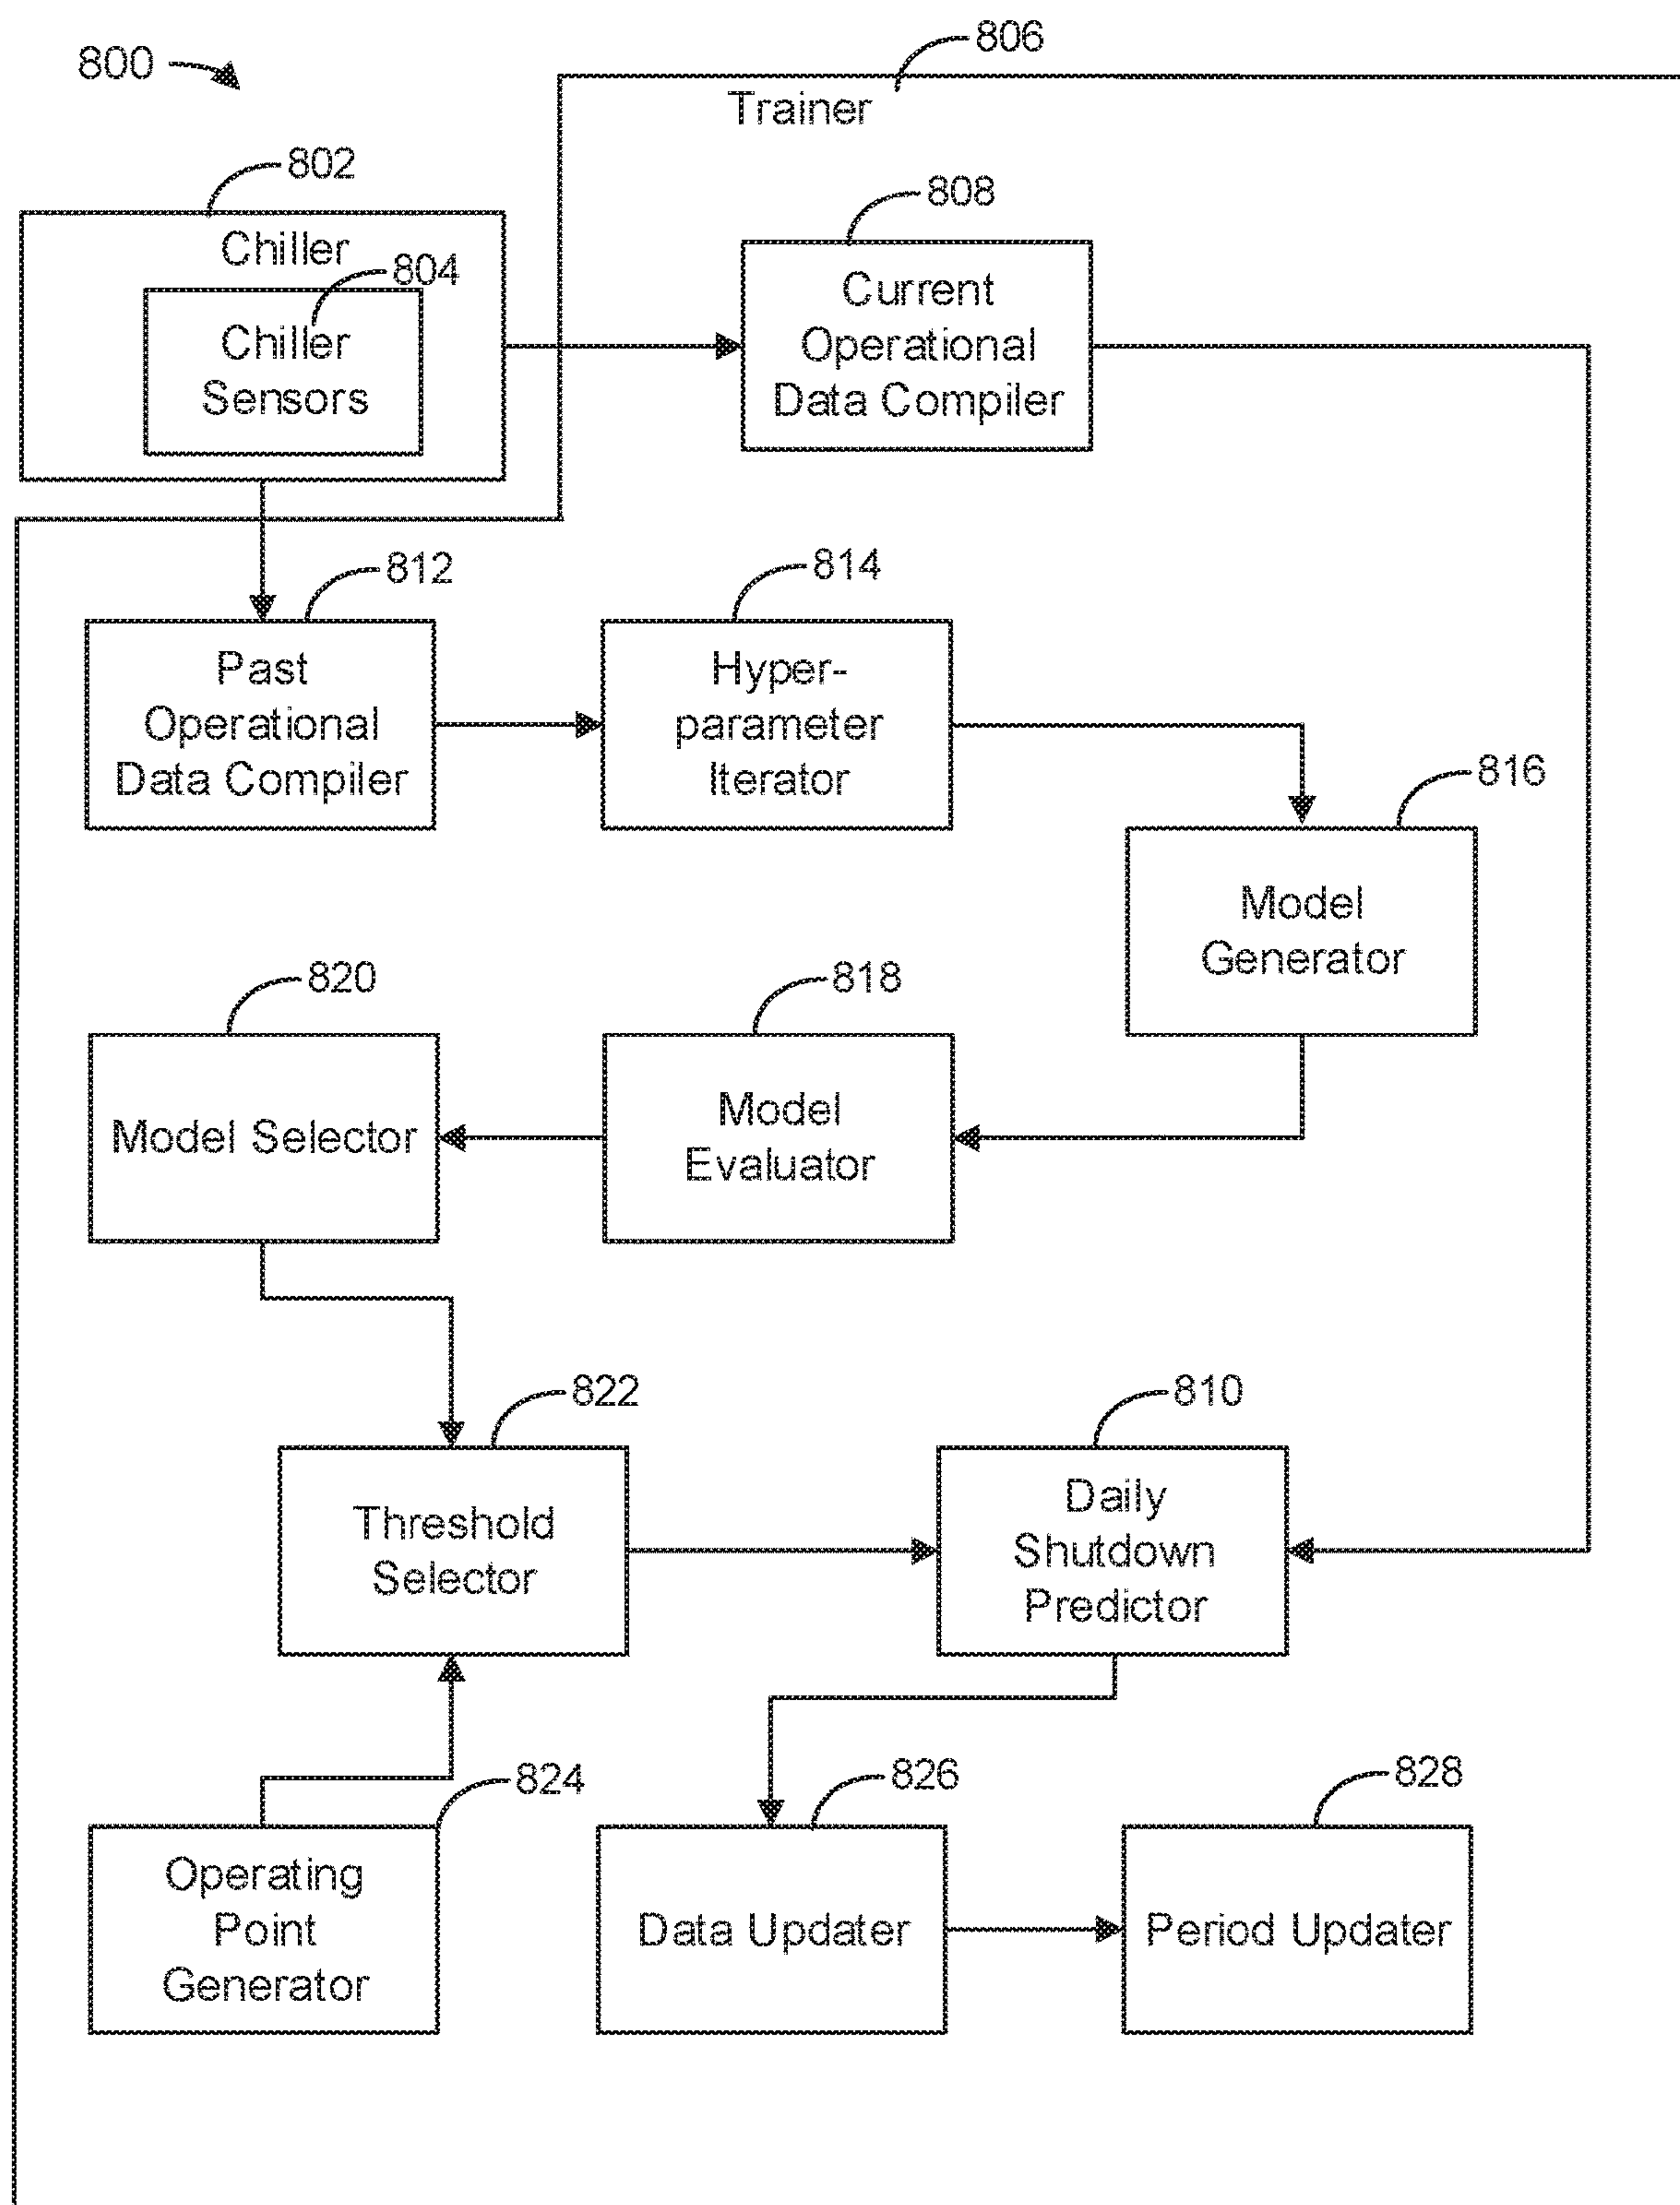 800
806
Trainer
802
Chiller
804
Chiller
Sensors
808
Current
Operational
Data Compiler
812
Past
Operational
Data Compiler
814
Hyper-
parameter
Iterator
816
Model
Generator
820
Model Selector
818
Model
Evaluator
822
Threshold
Selector
810
Daily
Shutdown
Predictor
824
Operating
Point
Generator
826
Data Updater
828
Period Updater